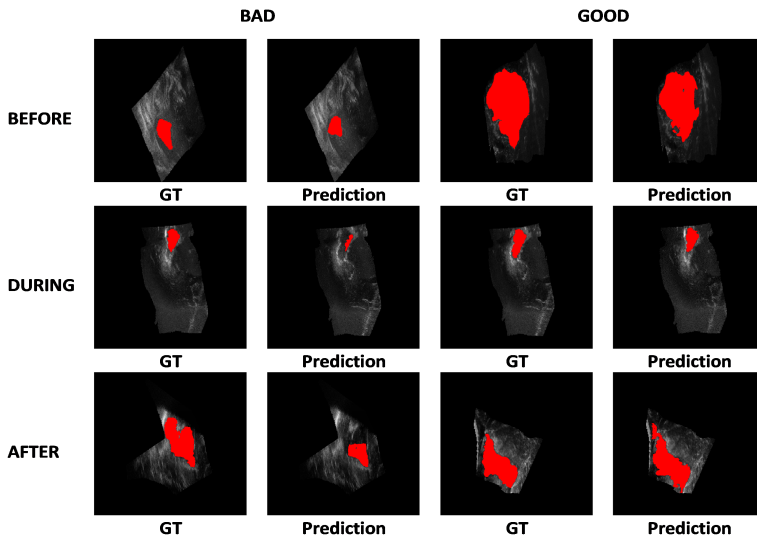 BAD GOOD
BEFORE
GT Prediction GT Prediction
DURING
GT Prediction GT Prediction
AFTER
GT Prediction GT Prediction